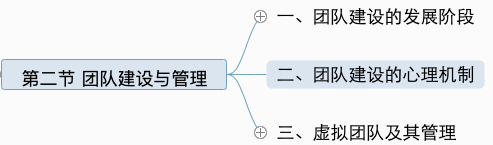 一、团队建设的发展阶段
第二节 团队建设与管理
二、团队建设的心理机制
三、虚拟团队及其管理